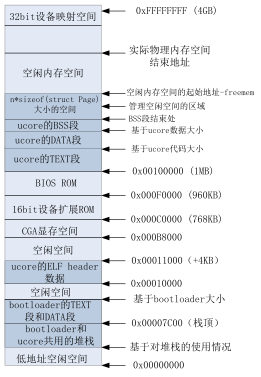 32bit设备映射空间
0xFFFFFFFF (4GB)
实际物理内存空间
结束地址
空闲内存空间
空闲内存空间的起始地址-freemem
n*sizeof(struct Page)
大小的空间
管理空闲空间的区域
BSS段结束处
ucore的BSS段
基于ucore数据大小
ucore的DATA段
基于ucore代码大小
ucore的TEXT段
0x00100000 (1MB)
BIOS ROM
0x000F0000 (960KB)
16bit设备扩展ROM
0x000C0000 (768KB)
CGA显存空间
0x000B8000
空闲空间
0x00011000 (+4KB)
ucore的ELF header
数据
0x00010000
空闲空间
基于bootloader大小
bootloader的TEXT
段和DATA段
0x00007C00 (栈顶)
bootloader和
ucore共用的堆栈
基于对堆栈的使用情况
低地址空闲空间
0x00000000